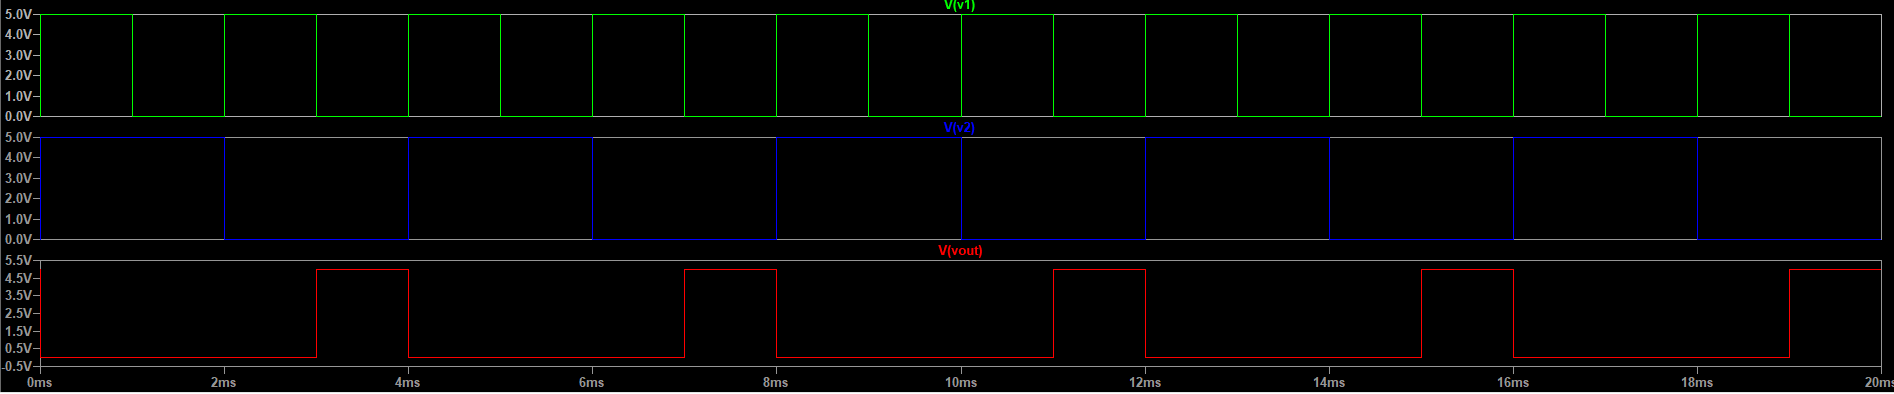 V(v1)
5.0V
4.0V
3.0V
2.0V
1.0V
0.0V
V(v2)
5.0V
4.0V
3.0V
2.0V
1.0V
0.0V
V(vout)
5.5V
4.5V
3.5V
2.5V
1.5V
0.5V
-0.5V
0ms 2ms 4ms 6ms 8ms 10ms 12ms 14ms 16ms 18ms 20ms